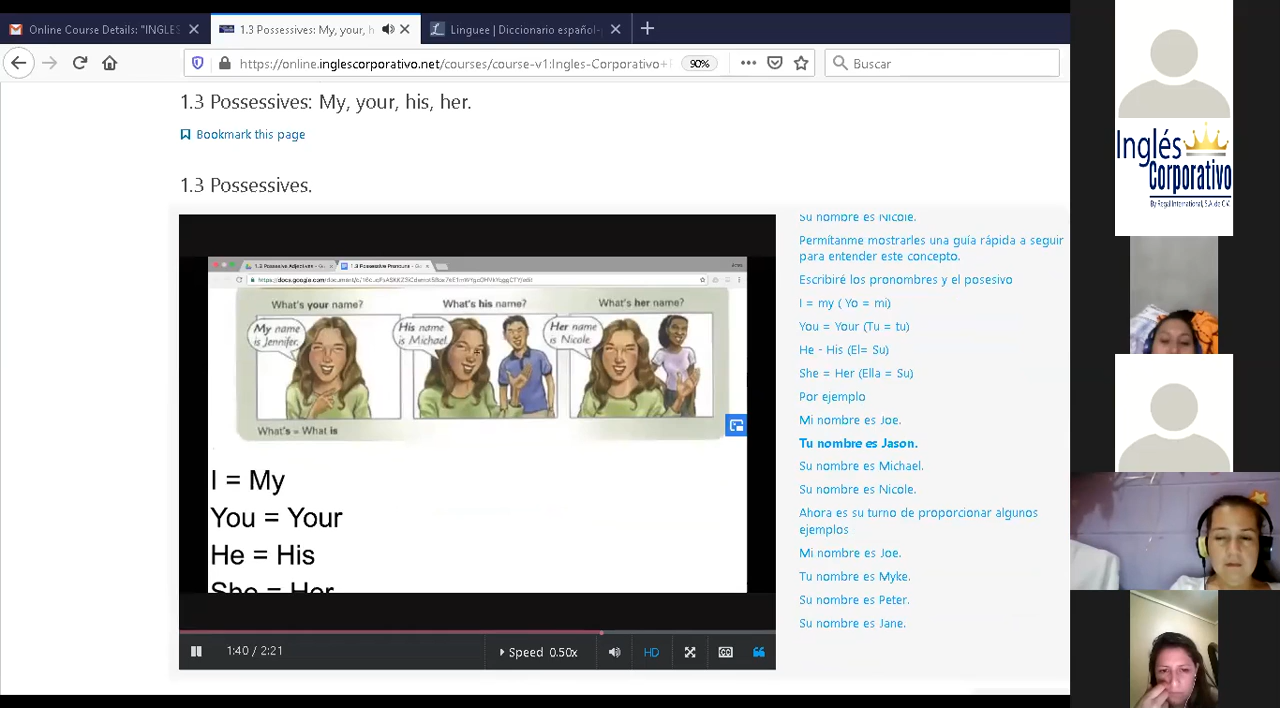 Online Course Details: "INGLES
1.3 Possessives: My, your, h
Linguee | Diccionario español-
https://online.inglescorporativo.net/courses/course-v1:Ingles-Corporativo+
90%
Buscar
1.3 Possessives: My, your, his, her.
Bookmark this page
1.3 Possessives.
What's your name?
What's his name?
What's her name?
My name
is Jennifer.
His name
is Michael.
Her name
is Nicole.
What's = What is
I = My
You = Your
He = His
She = Her
1:40 / 2:21
Speed 0.50x
HD
Su nombre es Nicole.
Permítanme mostrarles una guía rápida a seguir
para entender este concepto.
Escribiré los pronombres y el posesivo
I = my ( Yo = mi)
You = Your (Tu = tu)
He - His (El= Su)
She = Her (Ella = Su)
Por ejemplo
Mi nombre es Joe.
Tu nombre es Jason.
Su nombre es Michael.
Su nombre es Nicole.
Ahora es su turno de proporcionar algunos
ejemplos
Mi nombre es Joe.
Tu nombre es Myke.
Su nombre es Peter.
Su nombre es Jane.
Inglés
Corporativo
By Regal International, S.A. de C.V.